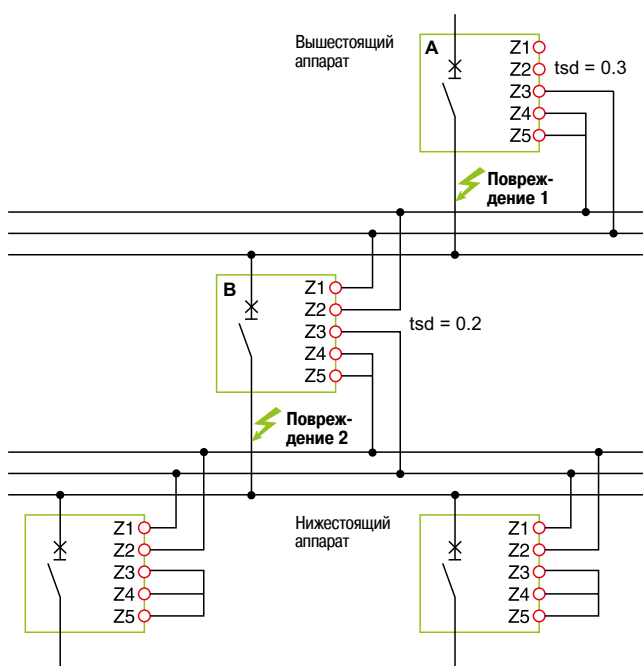 Вышестоящий
аппарат
A
Z1
Z2
tsd = 0.3
Z3
Z4
Z5
Повреж-
дение 1
B
Z1
Z2
Z3
tsd = 0.2
Z4
Z5
Повреж-
дение 2
Z1
Z2
Z3
Z4
Z5
Нижестоящий
аппарат
Z1
Z2
Z3
Z4
Z5